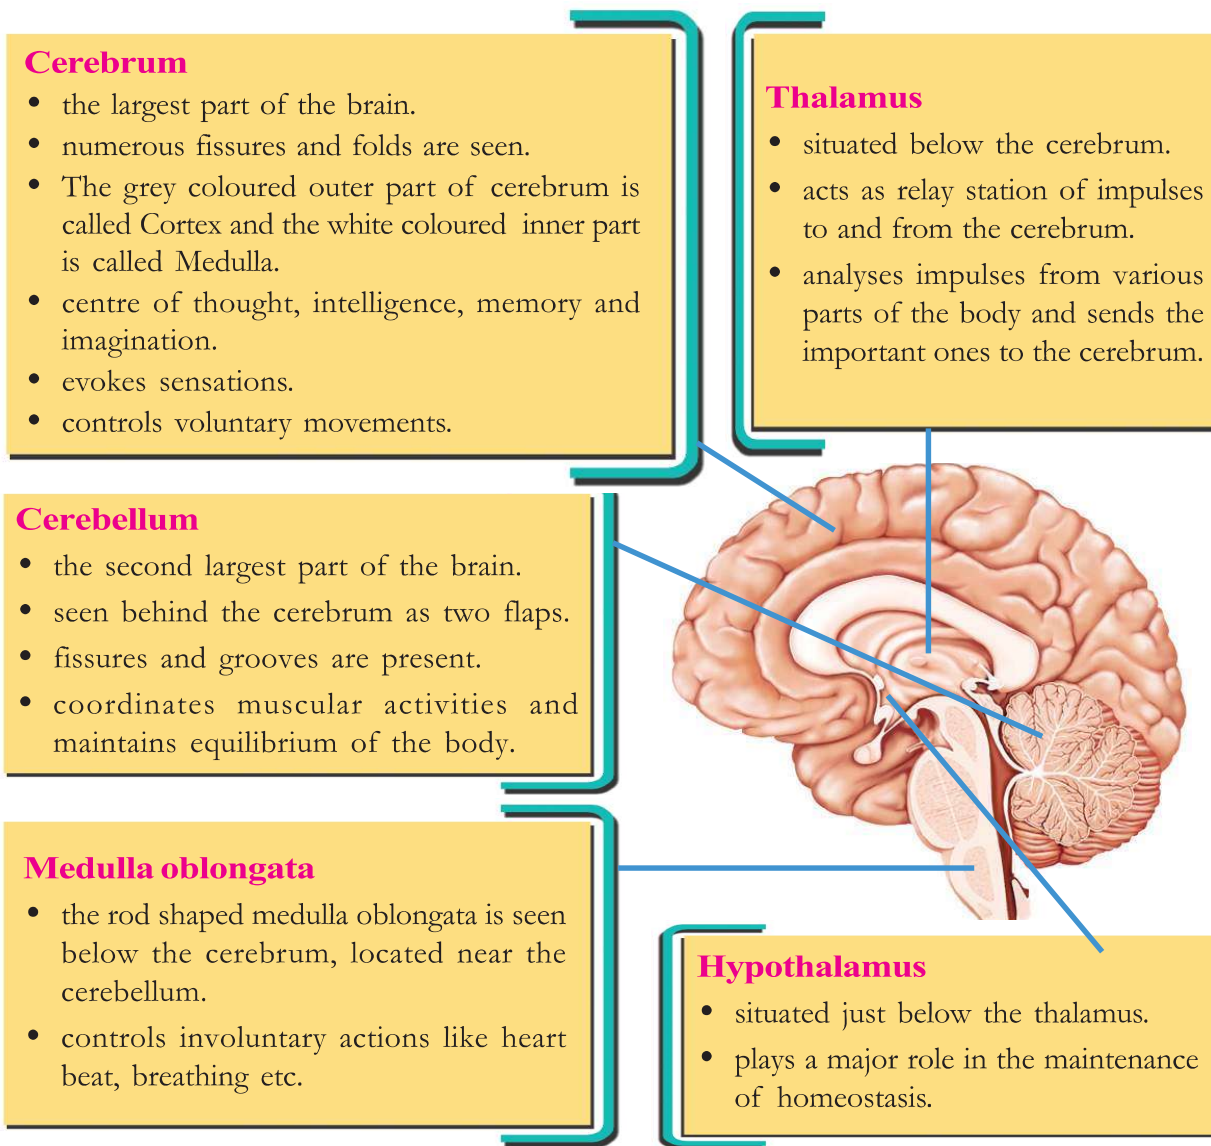 Cerebrum
• the largest part of the brain.
• numerous fissures and folds are seen.
• The grey coloured outer part of cerebrum is
called Cortex and the white coloured inner part
is called Medulla.
• centre of thought, intelligence, memory and
imagination.
• evokes sensations.
• controls voluntary movements.
Thalamus
• situated below the cerebrum.
• acts as relay station of impulses
to and from the cerebrum.
• analyses impulses from various
parts of the body and sends the
important ones to the cerebrum.
Cerebellum
• the second largest part of the brain.
• seen behind the cerebrum as two flaps.
• fissures and grooves are present.
• coordinates muscular activities and
maintains equilibrium of the body.
Medulla oblongata
• the rod shaped medulla oblongata is seen
below the cerebrum, located near the
cerebellum.
• controls involuntary actions like heart
beat, breathing etc.
Hypothalamus
• situated just below the thalamus.
• plays a major role in the maintenance
of homeostasis.